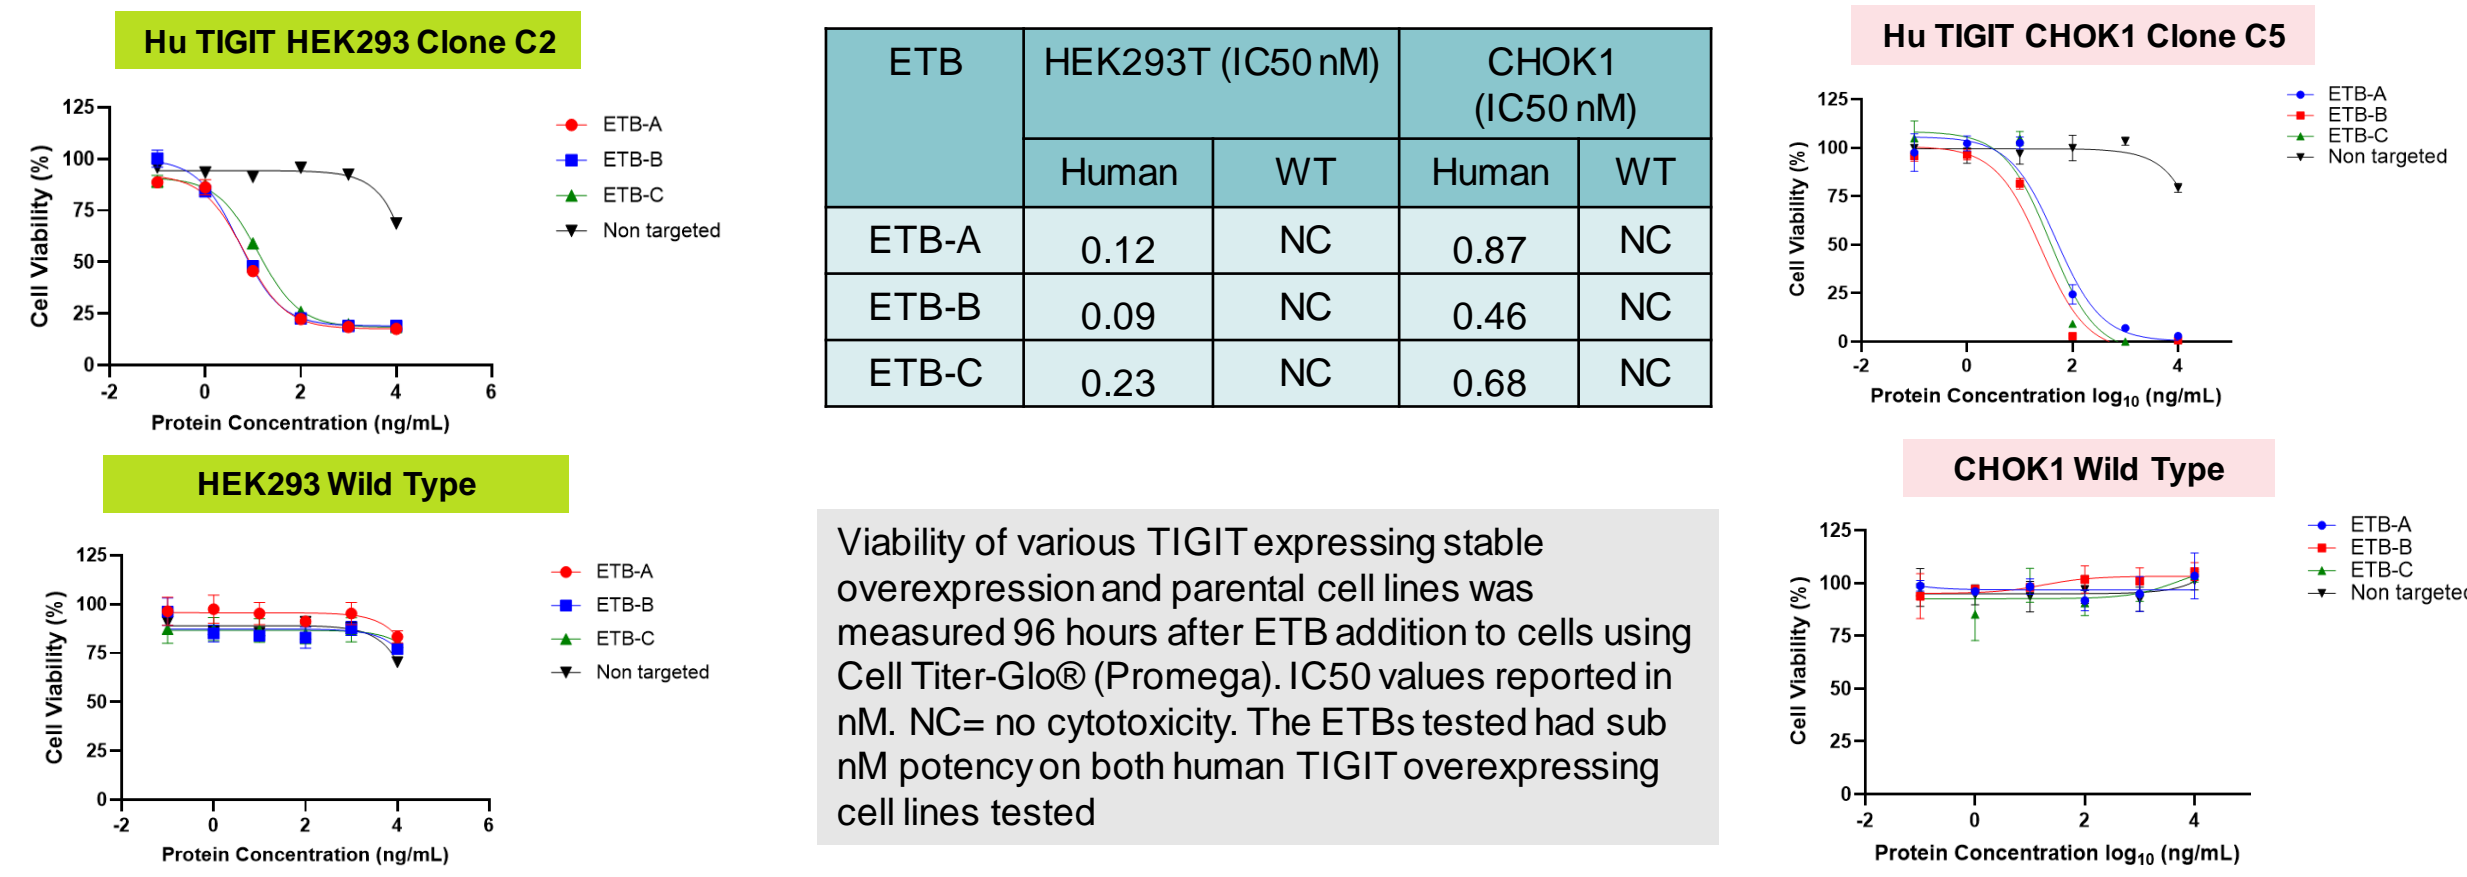 Hu TIGIT HEK293 Clone C2
125
100
75
50
25
0
-2
0
2
4
6
Cell Viability (%)
Protein Concentration (ng/mL)
ETB-A
ETB-B
ETB-C
Non targeted
HEK293 Wild Type
125
100
75
50
25
0
-2
0
2
4
6
Cell Viability (%)
Protein Concentration (ng/mL)
ETB-A
ETB-B
ETB-C
Non targeted
ETB HEK293T (IC50 nM) CHOK1
(IC50 nM)
Human WT Human WT
ETB-A 0.12 NC 0.87 NC
ETB-B 0.09 NC 0.46 NC
ETB-C 0.23 NC 0.68 NC
Viability of various TIGIT expressing stable
overexpression and parental cell lines was
measured 96 hours after ETB addition to cells using
Cell Titer-Glo® (Promega). IC50 values reported in
nM. NC= no cytotoxicity. The ETBs tested had sub
nM potency on both human TIGIT overexpressing
cell lines tested
Hu TIGIT CHOK1 Clone C5
125
100
75
50
25
0
-2
0
2
4
Cell Viability (%)
Protein Concentration log10 (ng/mL)
ETB-A
ETB-B
ETB-C
Non targeted
CHOK1 Wild Type
125
100
75
50
25
0
-2
0
2
4
Cell Viability (%)
Protein Concentration log10 (ng/mL)
ETB-A
ETB-B
ETB-C
Non targeted